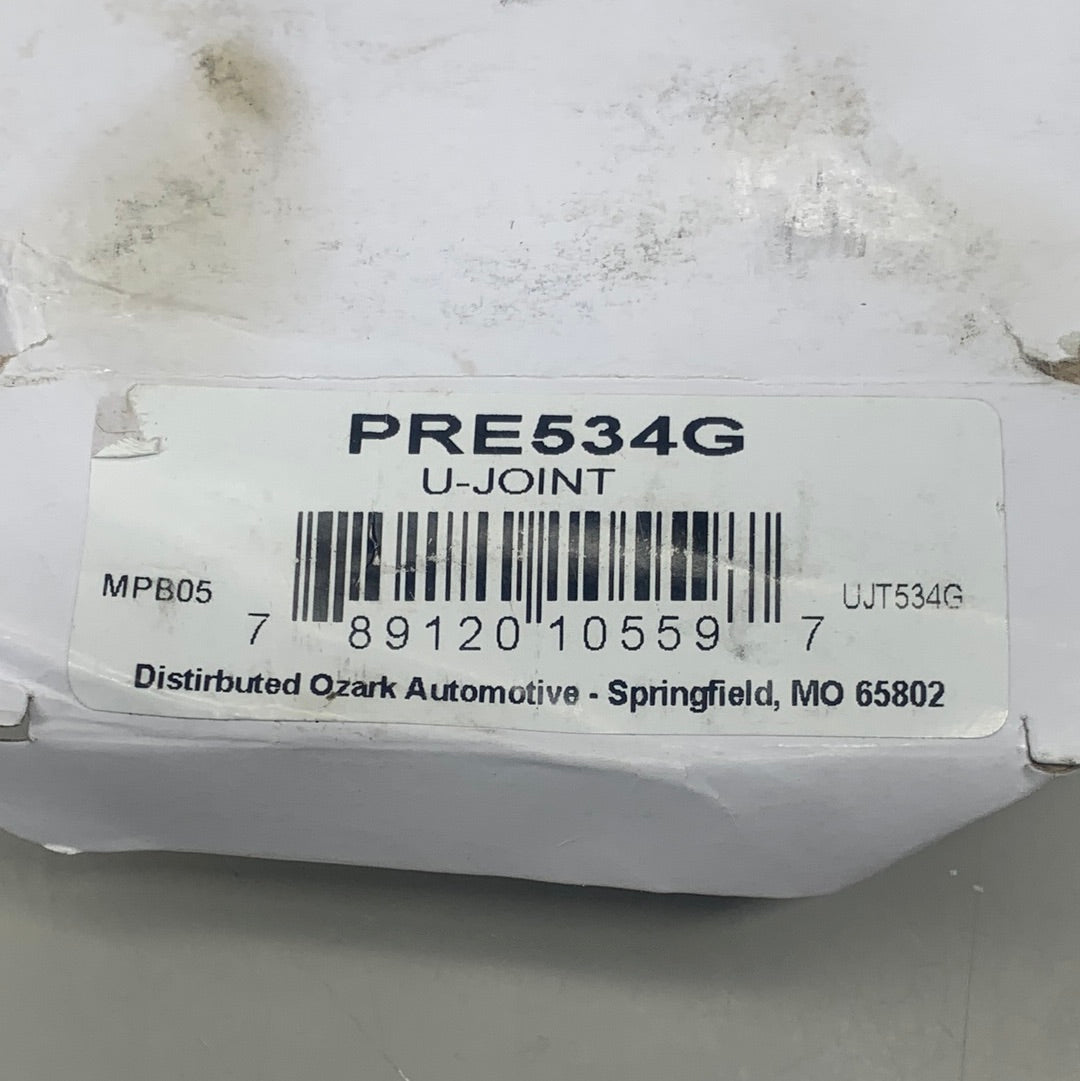 PRE534G
U-JOINT
MPB05
UJT534G
7 89120 10559 7
Distirbuted Ozark Automotive - Springfield, MO 65802